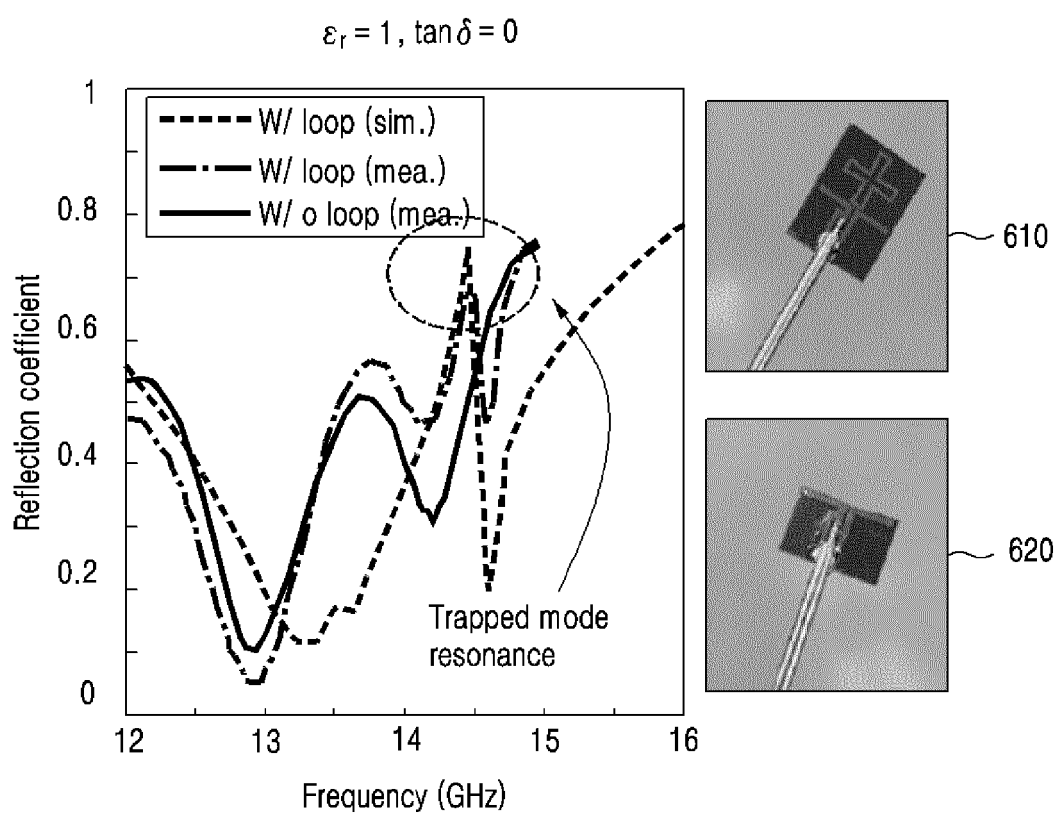 εr = 1 , tan δ = 0
1
0.8
0.6
0.4
0.2
0
W/ loop (sim.)
W/ loop (mea.)
W/ o loop (mea.)
Reflection coefficient
Trapped mode
resonance
12
13
14
15
16
Frequency (GHz)
610
620